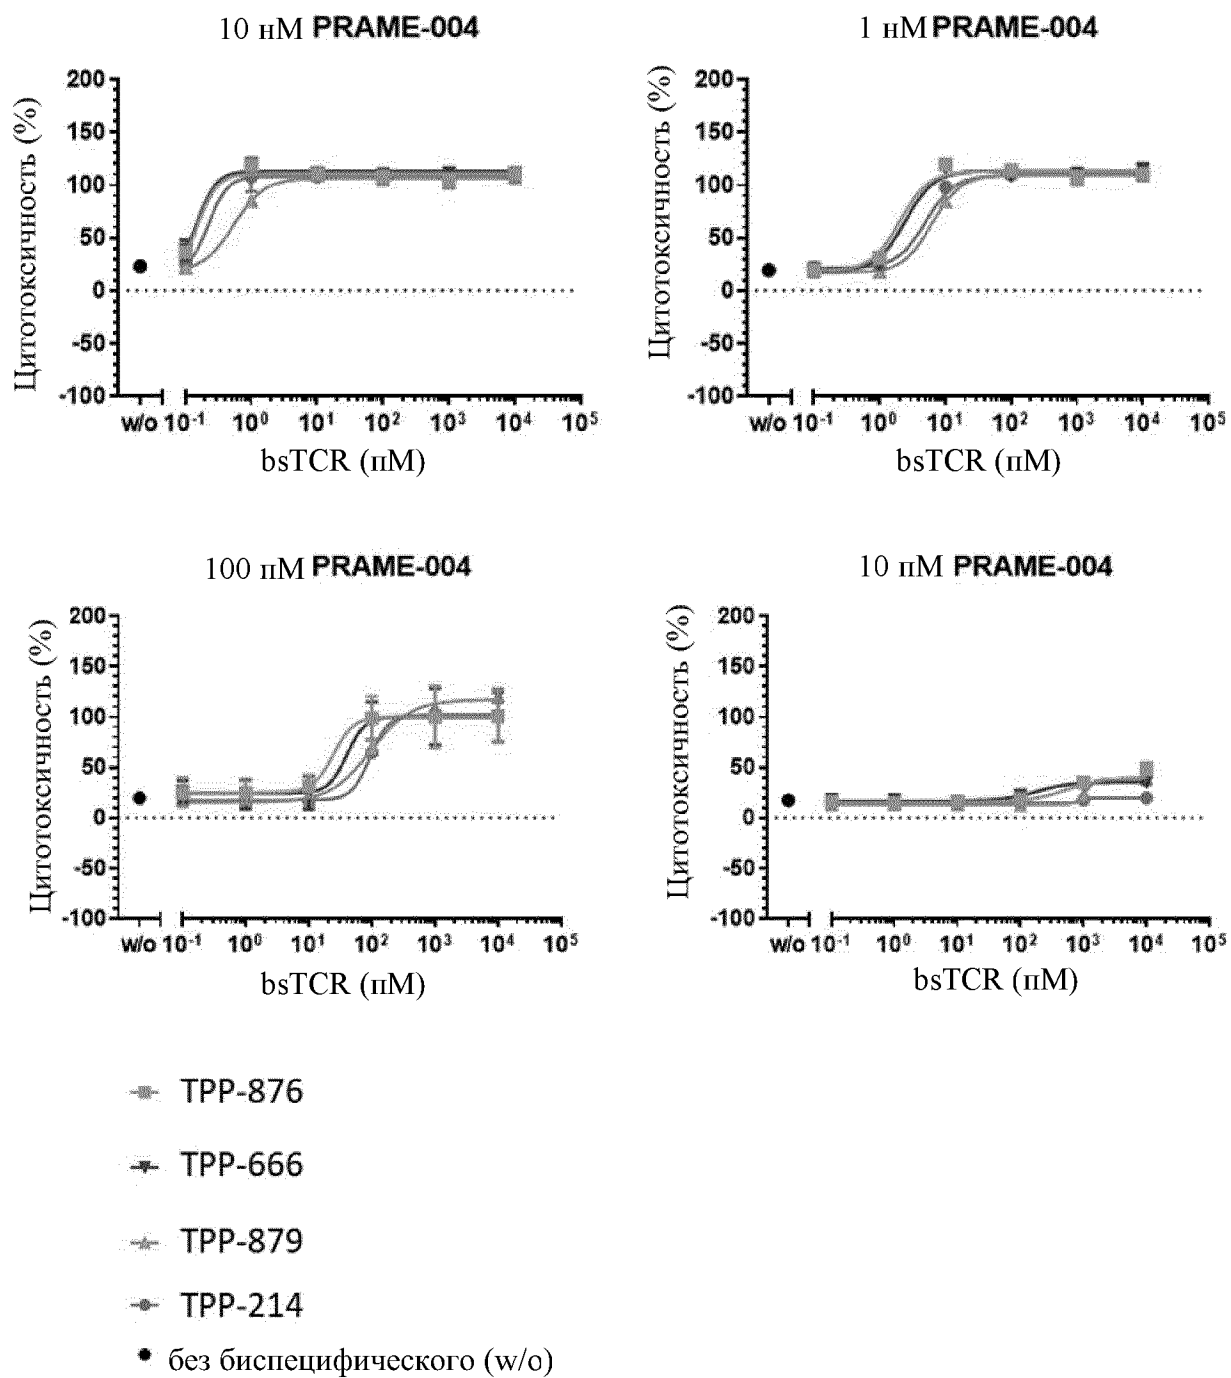 10 нМ PRAME-004
Цитотоксичность (%)
200
150
100
50
0
-50
-100
w/o 10⁻¹ 10⁰ 10¹ 10² 10³ 10⁴ 10⁵
bsTCR (пМ)
1 нМ PRAME-004
Цитотоксичность (%)
200
150
100
50
0
-50
-100
w/o 10⁻¹ 10⁰ 10¹ 10² 10³ 10⁴ 10⁵
bsTCR (пМ)
100 пМ PRAME-004
Цитотоксичность (%)
200
150
100
50
0
-50
-100
w/o 10⁻¹ 10⁰ 10¹ 10² 10³ 10⁴ 10⁵
bsTCR (пМ)
10 пМ PRAME-004
Цитотоксичность (%)
200
150
100
50
0
-50
-100
w/o 10⁻¹ 10⁰ 10¹ 10² 10³ 10⁴ 10⁵
bsTCR (пМ)
TPP-876
TPP-666
TPP-879
TPP-214
без биспецифического (w/o)